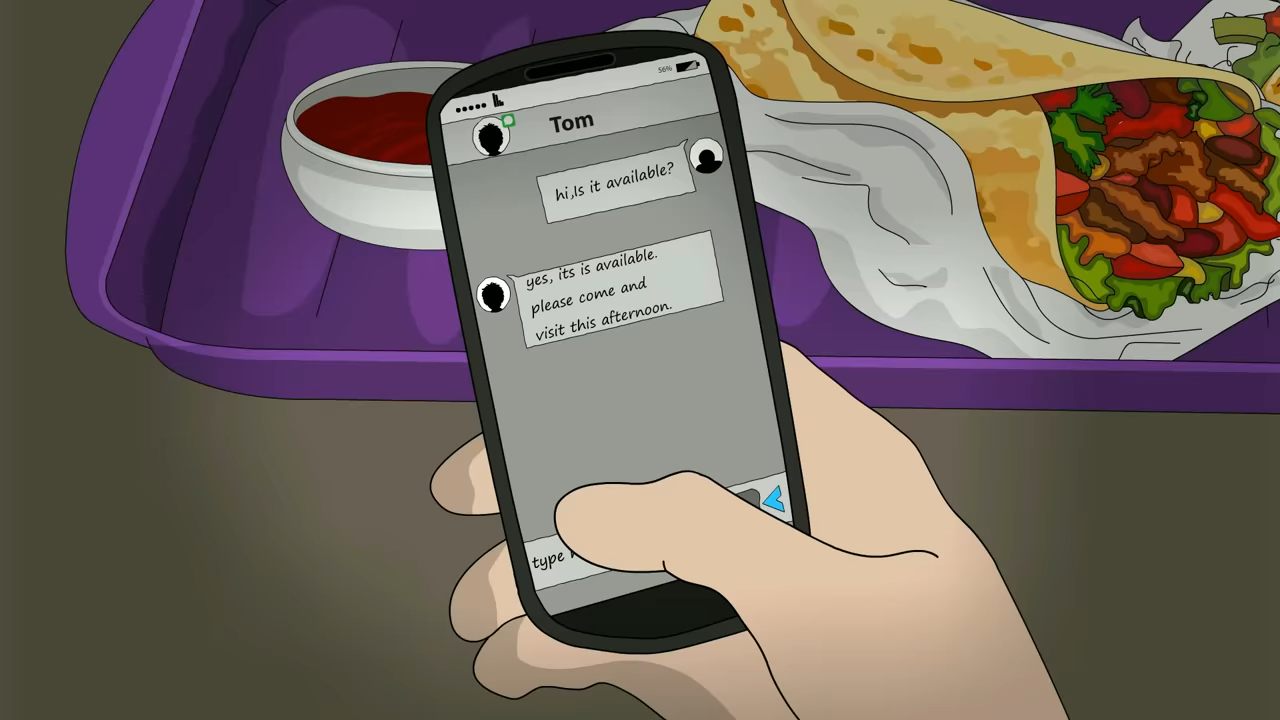 56%
Tom
hi,Is it available?
yes, its is available.
please come and
visit this afternoon.
type